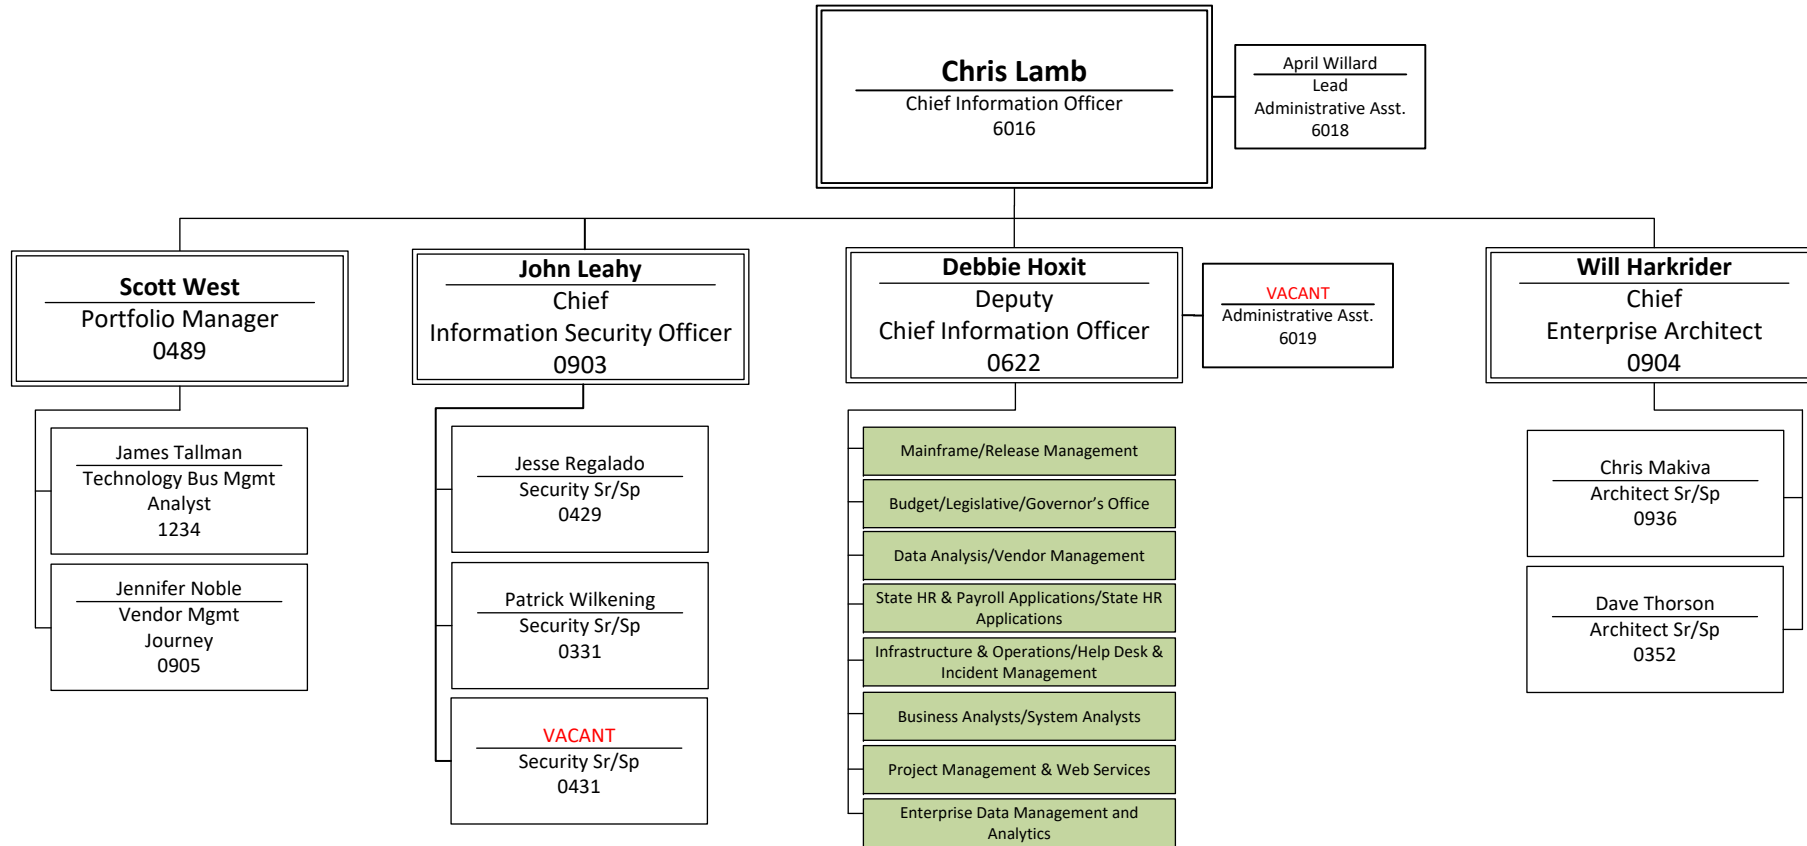 Chris Lamb
Chief Information Officer
6016
April Willard
Lead
Administrative Asst.
6018
Scott West
Portfolio Manager
0489
John Leahy
Chief
Information Security Officer
0903
Debbie Hoxit
Deputy
Chief Information Officer
0622
VACANT
Administrative Asst.
6019
Will Harkrider
Chief
Enterprise Architect
0904
James Tallman
Technology Bus Mgmt
Analyst
1234
Jennifer Noble
Vendor Mgmt
Journey
0905
Jesse Regalado
Security Sr/Sp
0429
Patrick Wilkening
Security Sr/Sp
0331
VACANT
Security Sr/Sp
0431
Mainframe/Release Management
Budget/Legislative/Governor’s Office
Data Analysis/Vendor Management
State HR & Payroll Applications/State HR
Applications
Infrastructure & Operations/Help Desk &
Incident Management
Business Analysts/System Analysts
Project Management & Web Services
Enterprise Data Management and
Analytics
Chris Makiva
Architect Sr/Sp
0936
Dave Thorson
Architect Sr/Sp
0352